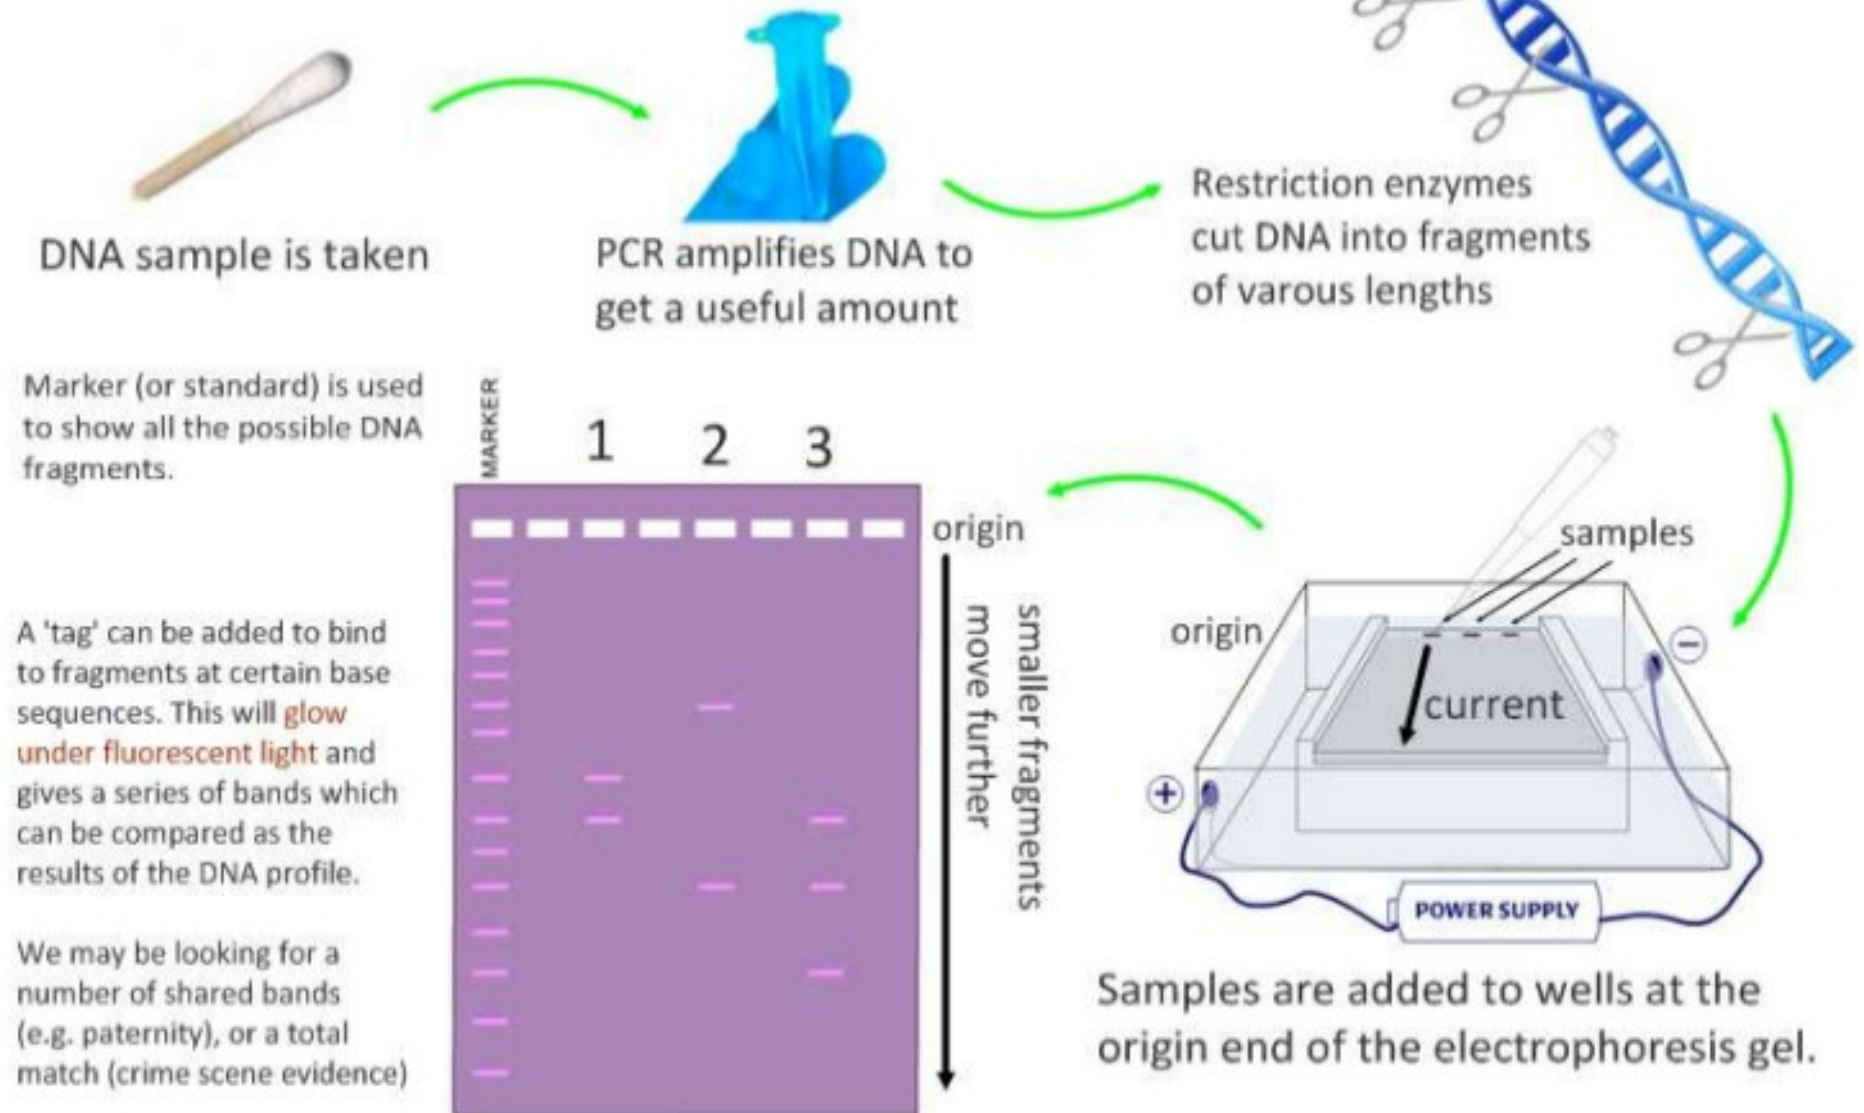 DNA sample is taken
PCR amplifies DNA to
get a useful amount
Restriction enzymes
cut DNA into fragments
of varous lengths
Marker (or standard) is used
to show all the possible DNA
fragments.
MARKER
1
2
3
origin
smaller fragments
move further
A 'tag' can be added to bind
to fragments at certain base
sequences. This will glow
under fluorescent light and
gives a series of bands which
can be compared as the
results of the DNA profile.
We may be looking for a
number of shared bands
(e.g. paternity), or a total
match (crime scene evidence)
samples
origin
−
current
+
POWER SUPPLY
Samples are added to wells at the
origin end of the electrophoresis gel.